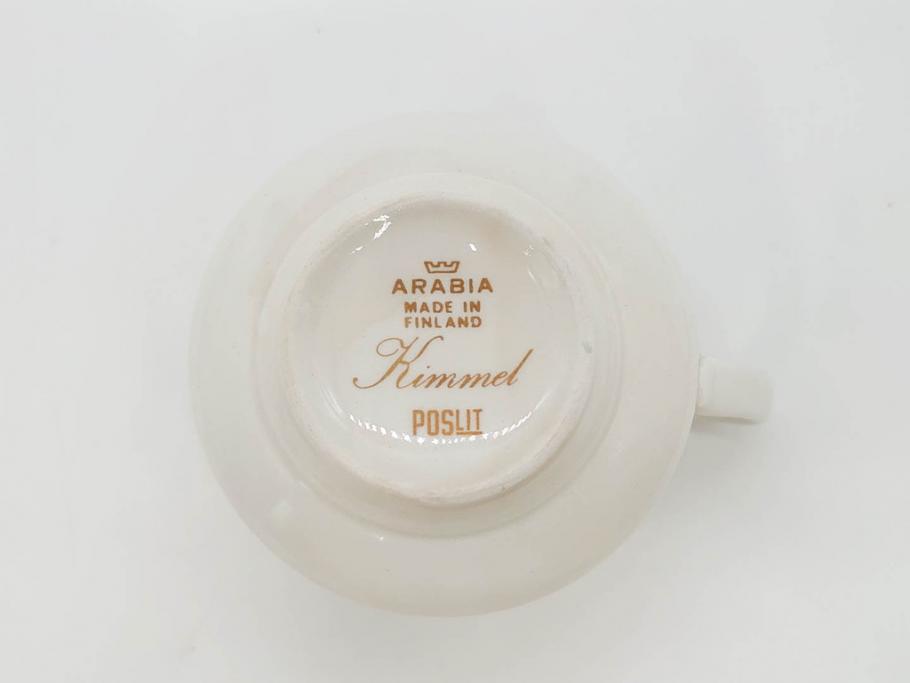 ARABIA
MADE IN
FINLAND
Kimmel
POSLIT